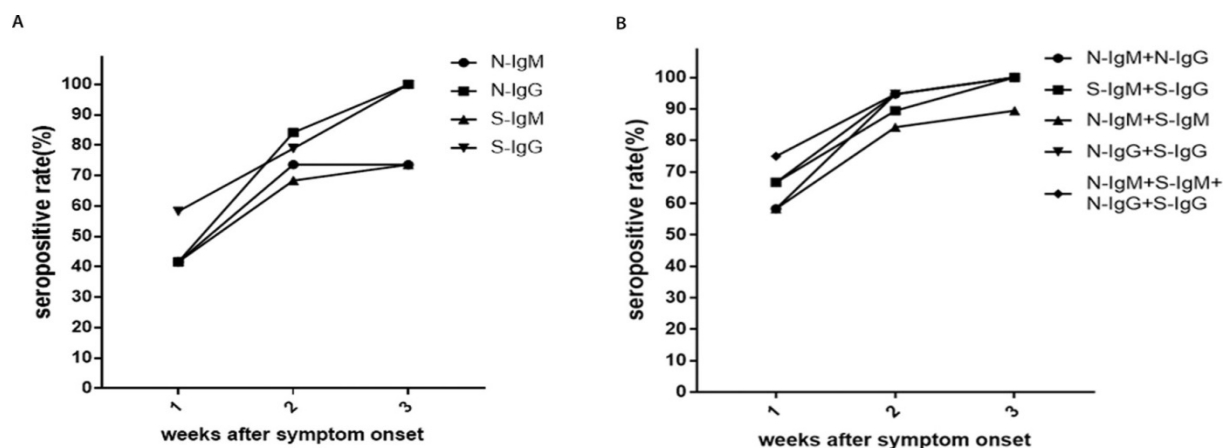 A
seropositive rate(%)
100
90
80
70
60
50
40
30
20
10
0
1
2
3
weeks after symptom onset
N-IgM
N-IgG
S-IgM
S-IgG
B
seropositive rate(%)
100
90
80
70
60
50
40
30
20
10
0
1
2
3
weeks after symptom onset
N-IgM+N-IgG
S-IgM+S-IgG
N-IgM+S-IgM
N-IgG+S-IgG
N-IgM+S-IgM+
N-IgG+S-IgG